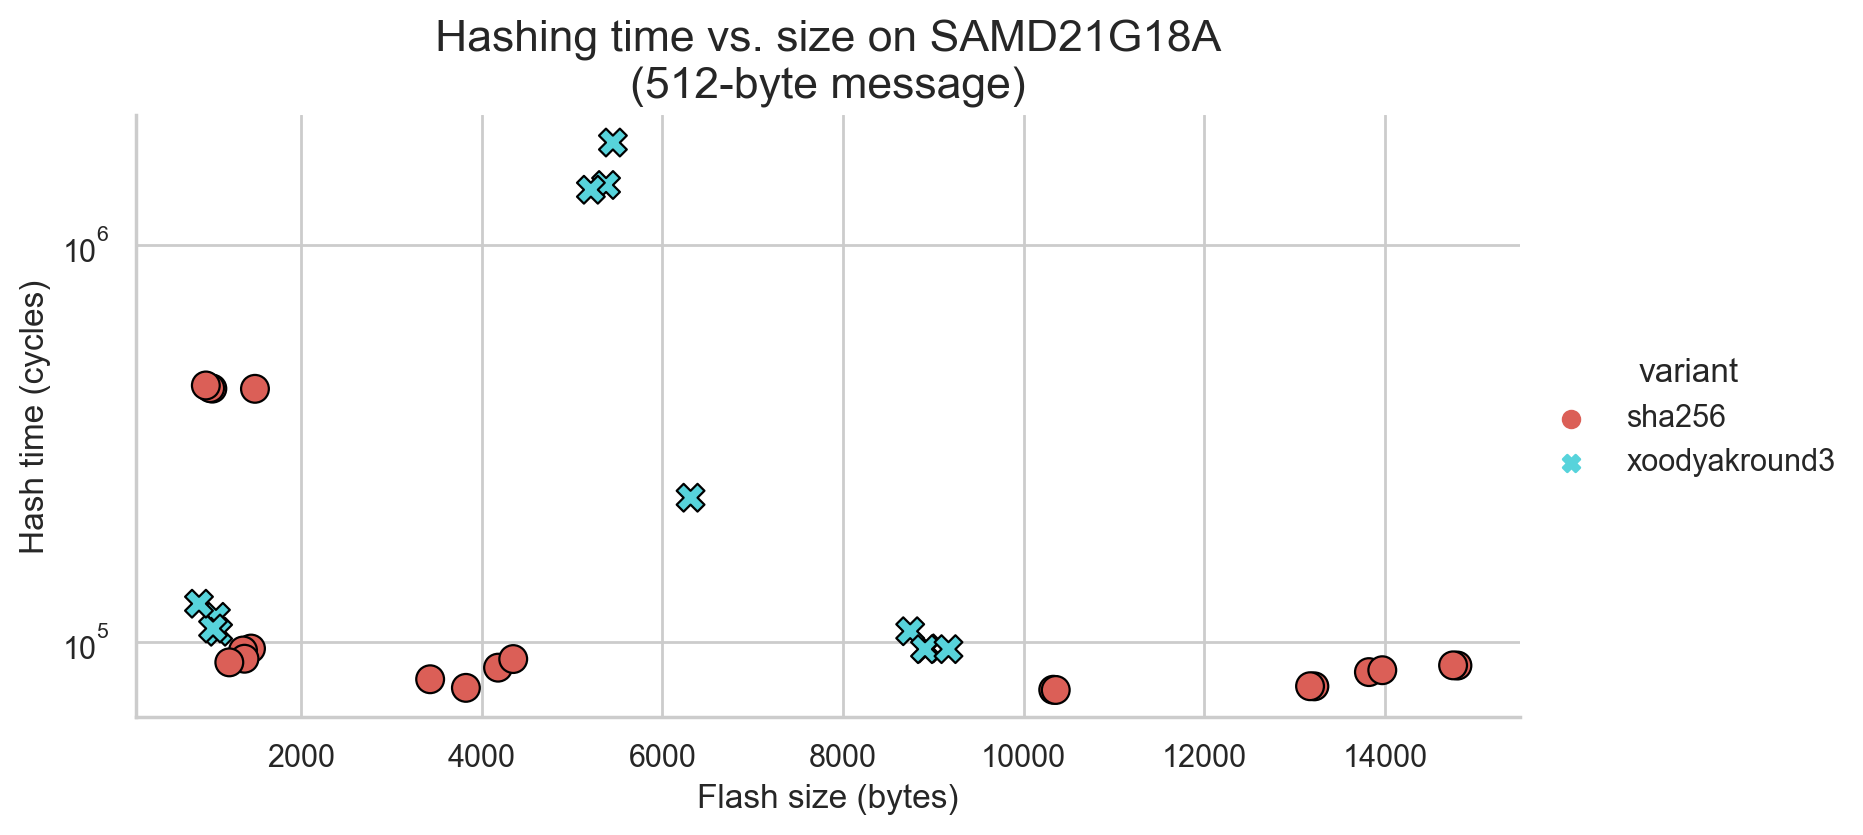 Hashing time vs. size on SAMD21G18A
(512-byte message)
Hash time (cycles)
10^6
10^5
2000 4000 6000 8000 10000 12000 14000
Flash size (bytes)
variant
sha256
xoodyakround3